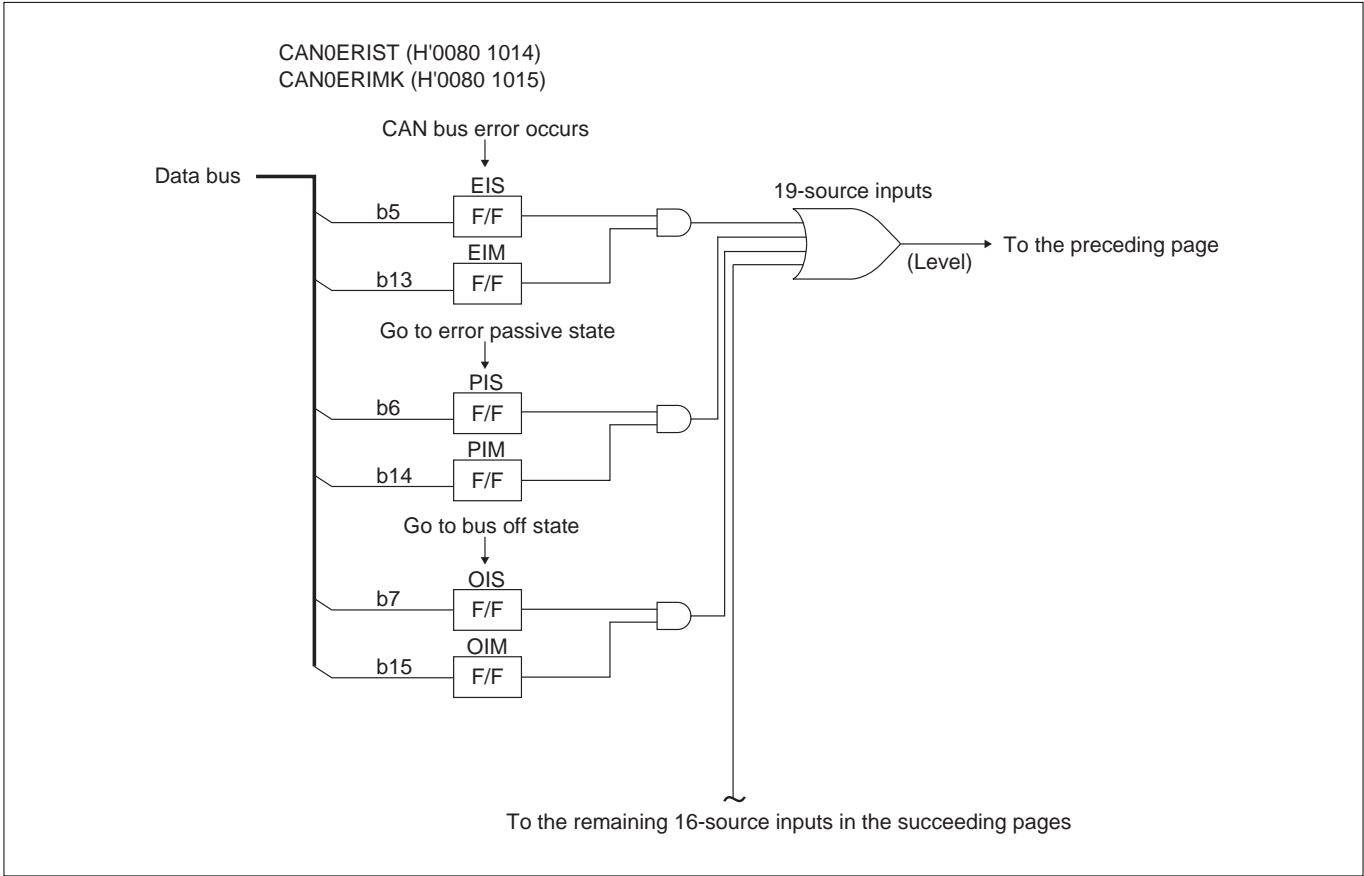 CAN0ERIST (H'0080 1014)
CAN0ERIMK (H'0080 1015)
CAN bus error occurs
Data bus
EIS
19-source inputs
b5
F/F
EIM
To the preceding page
(Level)
b13
F/F
Go to error passive state
PIS
b6
F/F
PIM
b14
F/F
Go to bus off state
OIS
b7
F/F
OIM
b15
F/F
To the remaining 16-source inputs in the succeeding pages